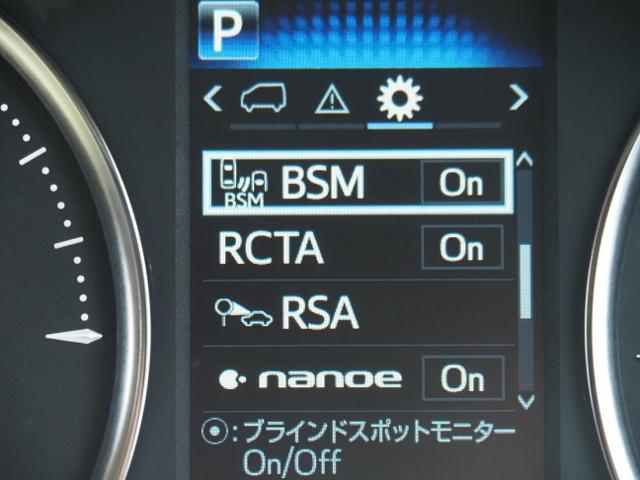 P
BSM BSM On
RCTA On
RSA
nanoe On
:ブラインドスポットモニター
On/Off